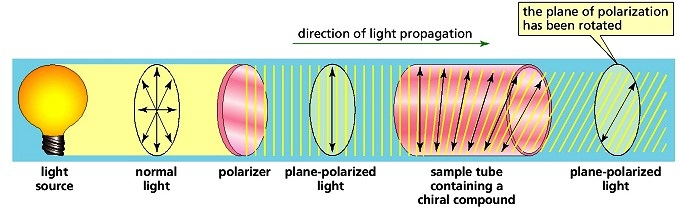 the plane of polarization
has been rotated
direction of light propagation
light
source
normal
light
polarizer
plane-polarized
light
sample tube
containing a
chiral compound
plane-polarized
light